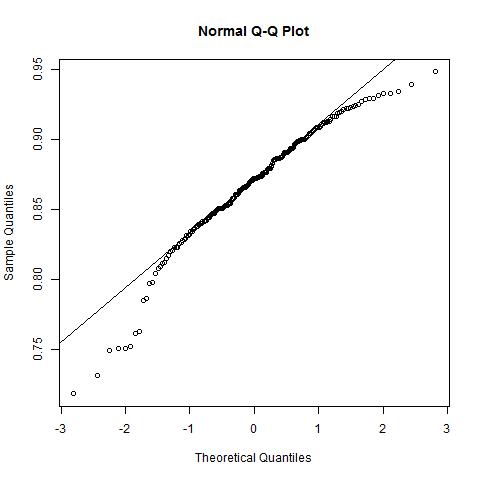 Normal Q-Q Plot
0.95
0.90
0.85
0.80
0.75
Sample Quantiles
-3 -2 -1 0 1 2 3
Theoretical Quantiles